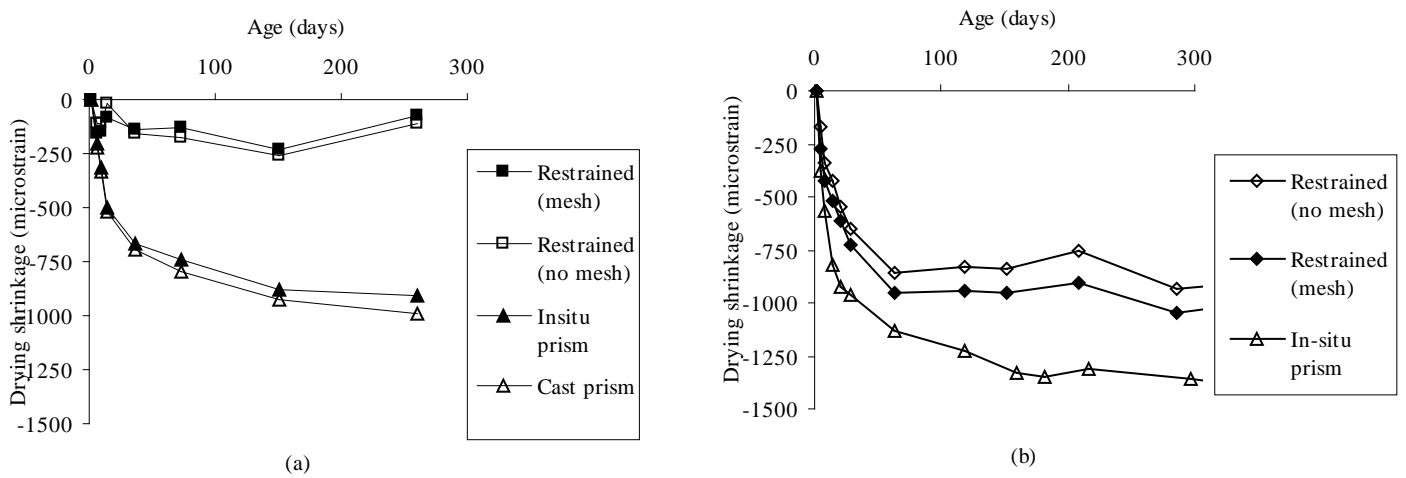 Age (days)
0 100 200 300
0
-250
-500
-750
-1000
-1250
-1500
Drying shrinkage (microstrain)
Restrained
(mesh)
Restrained
(no mesh)
Insitu
prism
Cast prism
(a)
Age (days)
0 100 200 300
0
-250
-500
-750
-1000
-1250
-1500
Drying shrinkage (microstrain)
Restrained
(no mesh)
Restrained
(mesh)
In-situ
prism
(b)